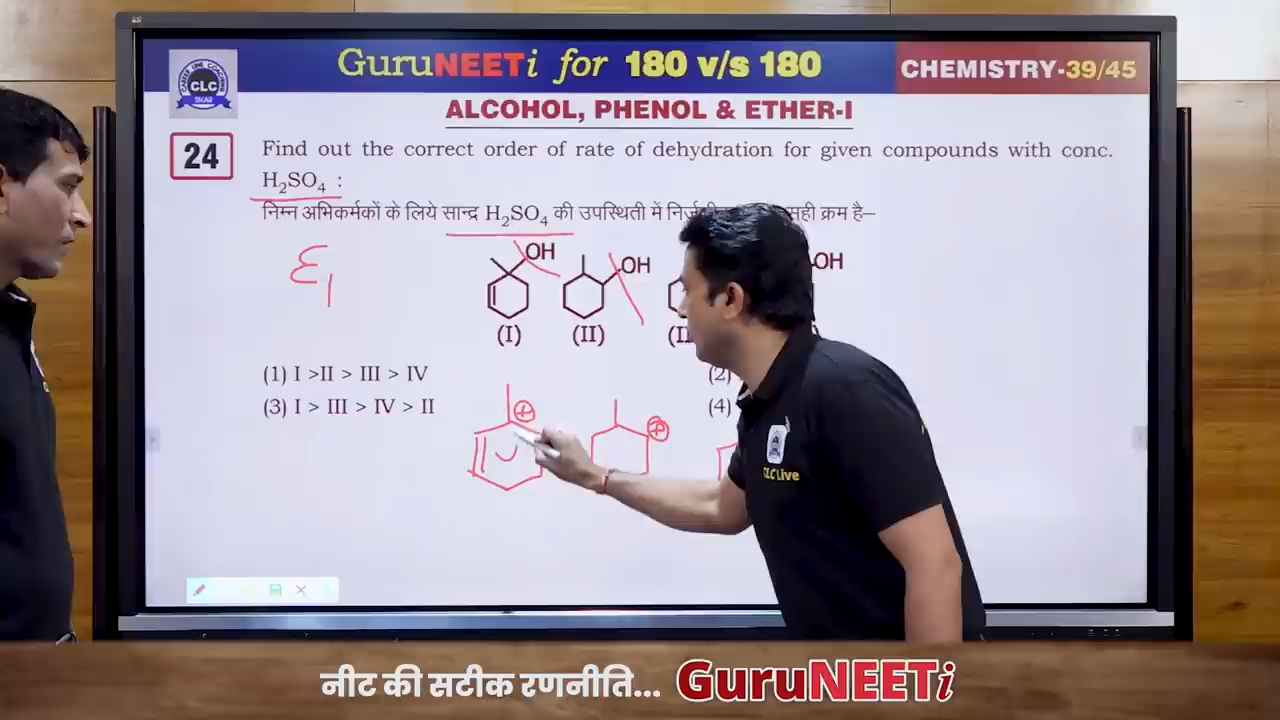 GuruNEETi for 180 v/s 180
CHEMISTRY-39/45
CLC
SIKAR
ALCOHOL, PHENOL & ETHER-I
24
Find out the correct order of rate of dehydration for given compounds with conc.
H₂SO₄ :
निम्न अभिकर्मकों के लिये सान्द्र H₂SO₄ की उपस्थिती में क्रम है–
E₁
OH
OH
OH
(I)
(II)
(1) I >II > III > IV
(2)
(3) I > III > IV > II
(4)
⊕
⊕
CLC Live
नीट की सटीक रणनीति... GuruNEETi